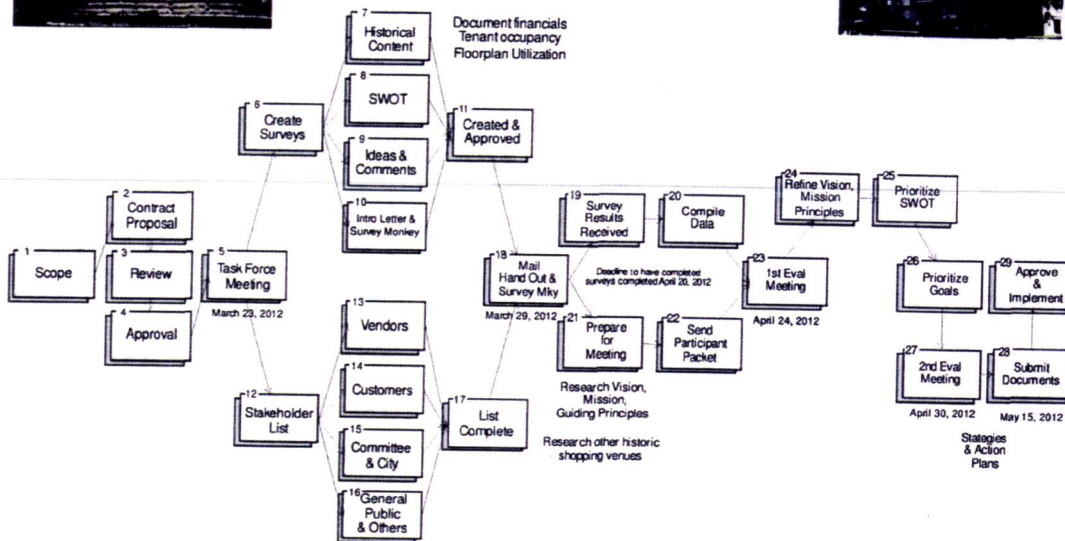 7
Historical
Content
Document financials
Tenant occupancy
Floorplan Utilization
8
SWOT
6
Create
Surveys
11
Created &
Approved
9
Ideas &
Comments
10
Intro Letter &
Survey Monkey
2
Contract
Proposal
1
Scope
3
Review
4
Approval
5
Task Force
Meeting
March 23, 2012
12
Stakeholder
List
13
Vendors
14
Customers
15
Committee
& City
16
General
Public
& Others
17
List
Complete
18
Mail
Hand Out &
Survey Mky
March 29, 2012
19
Survey
Results
Received
20
Compile
Data
Deadline to have completed
surveys completed April 20, 2012
21
Prepare
for
Meeting
Research Vision,
Mission,
Guiding Principles
Research other historic
shopping venues
22
Send
Participant
Packet
23
1st Eval
Meeting
April 24, 2012
24
Refine Vision,
Mission
Principles
25
Prioritize
SWOT
26
Prioritize
Goals
27
2nd Eval
Meeting
April 30, 2012
28
Submit
Documents
May 15, 2012
Stategies
& Action
Plans
29
Approve
&
Implement